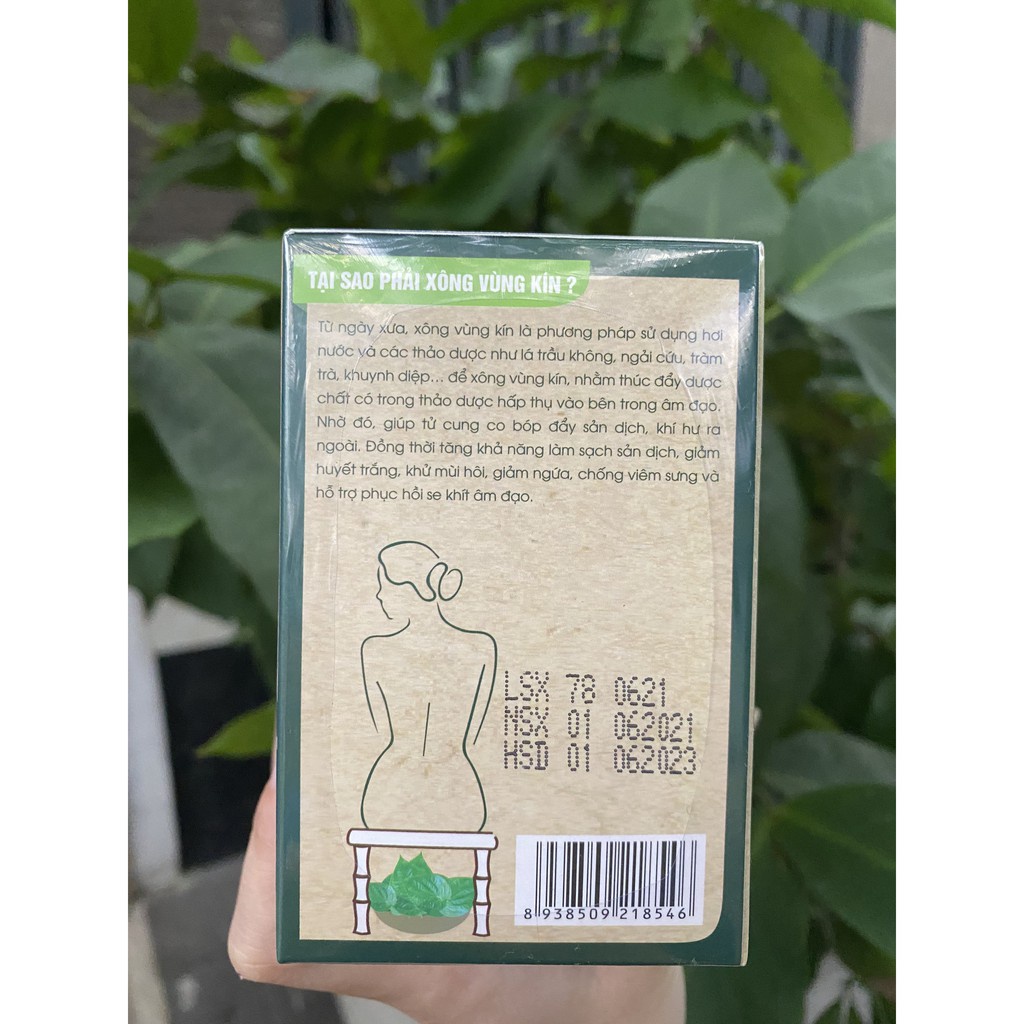 TẠI SAO PHẢI XÔNG VÙNG KÍN ?
Từ ngày xưa, xông vùng kín là phương pháp sử dụng hơi
nước và các thảo dược như lá trầu không, ngải cứu, tràm
trà, khuynh diệp... để xông vùng kín, nhằm thúc đẩy dược
chất có trong thảo dược hấp thụ vào bên trong âm đạo.
Nhờ đó, giúp tử cung co bóp đẩy sản dịch, khí hư ra
ngoài. Đồng thời tăng khả năng làm sạch sản dịch, giảm
huyết trắng, khử mùi hôi, giảm ngứa, chống viêm sưng và
hỗ trợ phục hồi se khít âm đạo.
LSX 78 0621
NSX 01 062021
HSD 01 062023
8 938509 218546